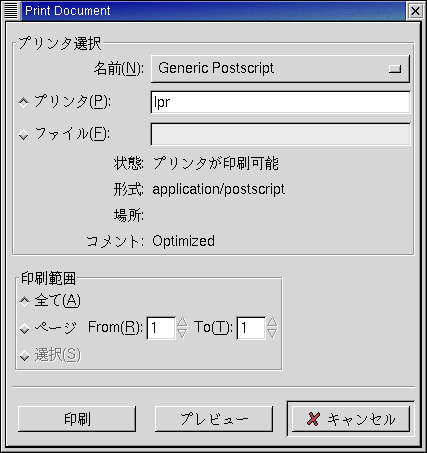 Print Document
プリンタ選択
名前(N): Generic Postscript
プリンタ(P): lpr
ファイル(F):
状態: プリンタが印刷可能
形式: application/postscript
場所:
コメント: Optimized
印刷範囲
全て(A)
ページ From(R): 1 To(T): 1
選択(S)
印刷 プレビュー キャンセル